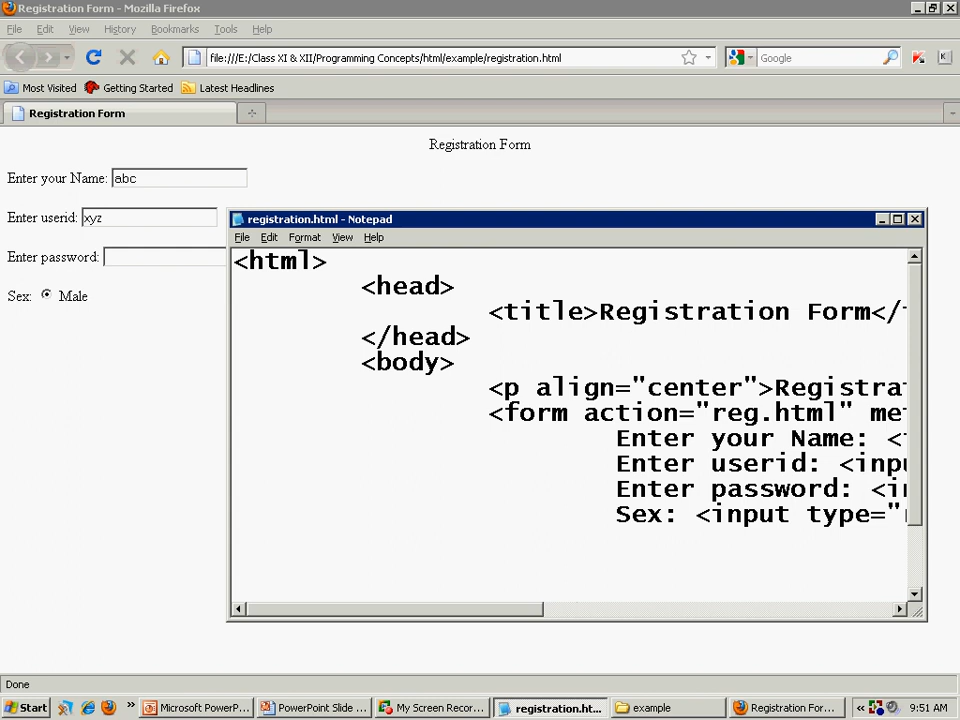 Registration Form - Mozilla Firefox
File Edit View History Bookmarks Tools Help
file:///E:/Class XI & XII/Programming Concepts/html/example/registration.html
Google
Most Visited Getting Started Latest Headlines
Registration Form
Registration Form
Enter your Name: abc
Enter userid: xyz
Enter password:
Sex: Male
registration.html - Notepad
File Edit Format View Help
<html>
<head>
<title>Registration Form</
</head>
<body>
<p align="center">Registra
<form action="reg.html" me
Enter your Name: <
Enter userid: <inpu
Enter password: <i
Sex: <input type="
Done
Start » Microsoft PowerP... PowerPoint Slide ... My Screen Recor... registration.ht... example Registration For... « 9:51 AM